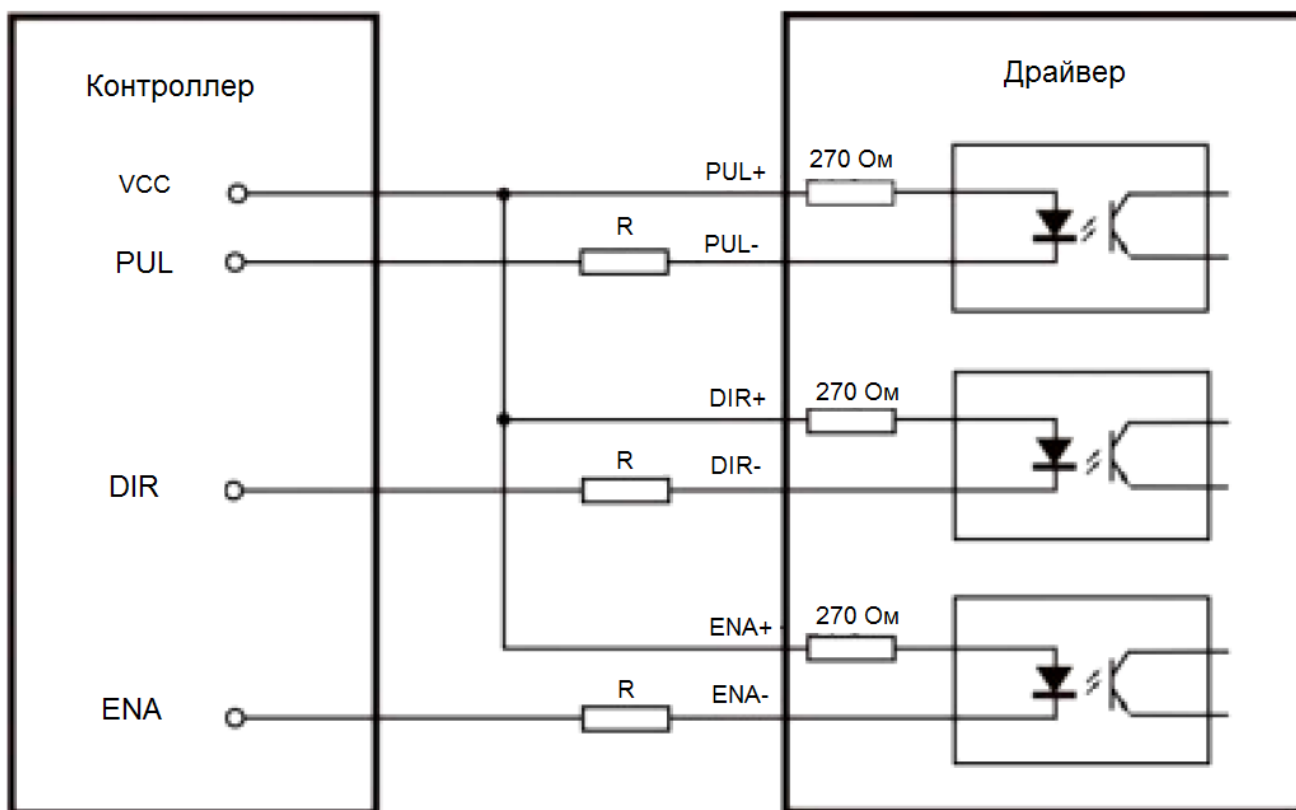 Контроллер
Драйвер
VCC
PUL+
270 Ом
PUL
R
PUL-
DIR+
270 Ом
DIR
R
DIR-
ENA+
270 Ом
ENA
R
ENA-